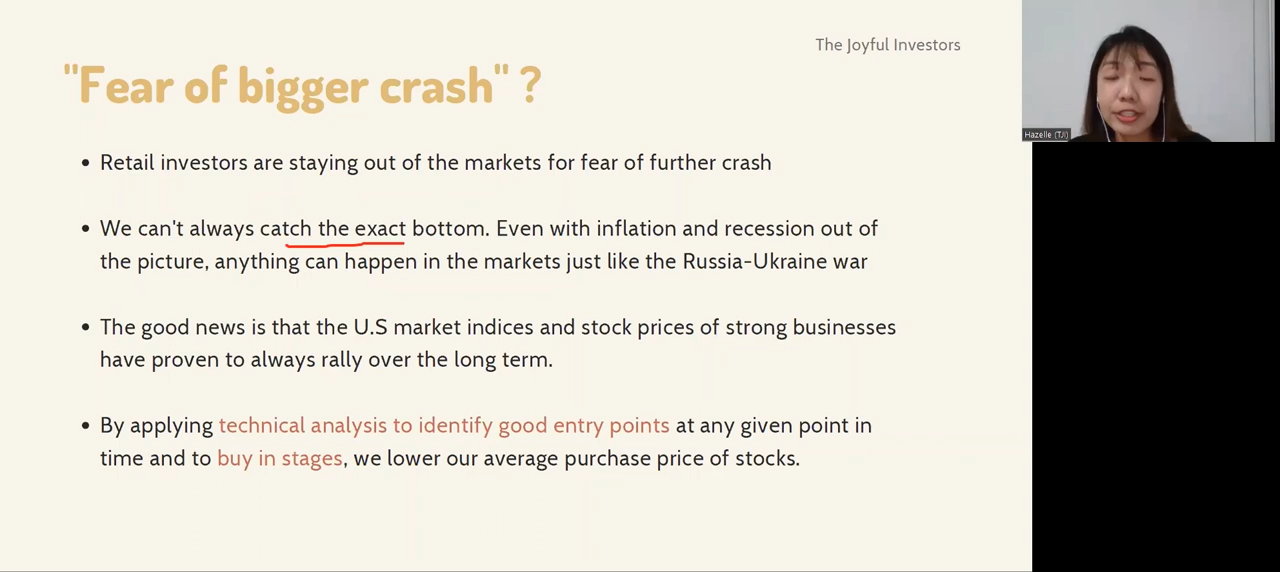 The Joyful Investors
"Fear of bigger crash" ?
Hazelle (TJI)
• Retail investors are staying out of the markets for fear of further crash
• We can't always catch the exact bottom. Even with inflation and recession out of
the picture, anything can happen in the markets just like the Russia-Ukraine war
• The good news is that the U.S market indices and stock prices of strong businesses
have proven to always rally over the long term.
• By applying technical analysis to identify good entry points at any given point in
time and to buy in stages, we lower our average purchase price of stocks.